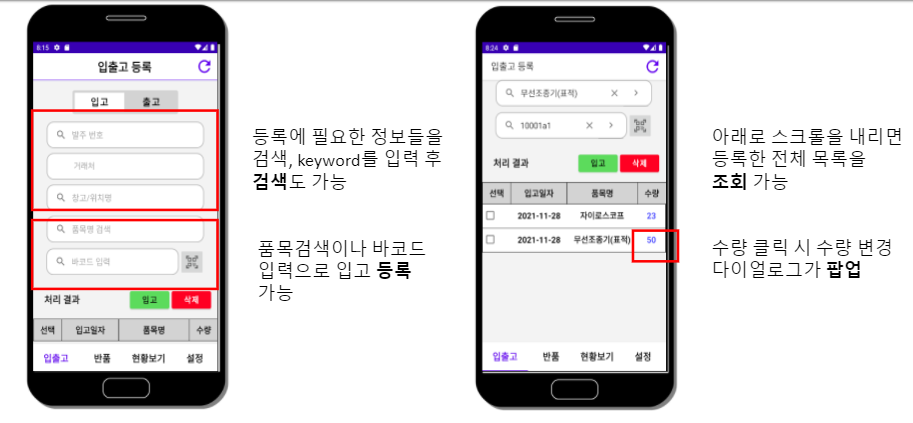 8:15
입출고 등록
입고 출고
발주 번호
거래처
창고/위치명
품목명 검색
바코드 입력
처리 결과 입고 삭제
선택 입고일자 품목명 수량
입출고 반품 현황보기 설정
등록에 필요한 정보들을
검색, keyword를 입력 후
검색도 가능
품목검색이나 바코드
입력으로 입고 등록
가능
8:24
입출고 등록
무선조종기(표적)
10001a1
처리 결과 입고 삭제
선택 입고일자 품목명 수량
2021-11-28 자이로스코프 23
2021-11-28 무선조종기(표적) 50
입출고 반품 현황보기 설정
아래로 스크롤을 내리면
등록한 전체 목록을
조회 가능
수량 클릭 시 수량 변경
다이얼로그가 팝업